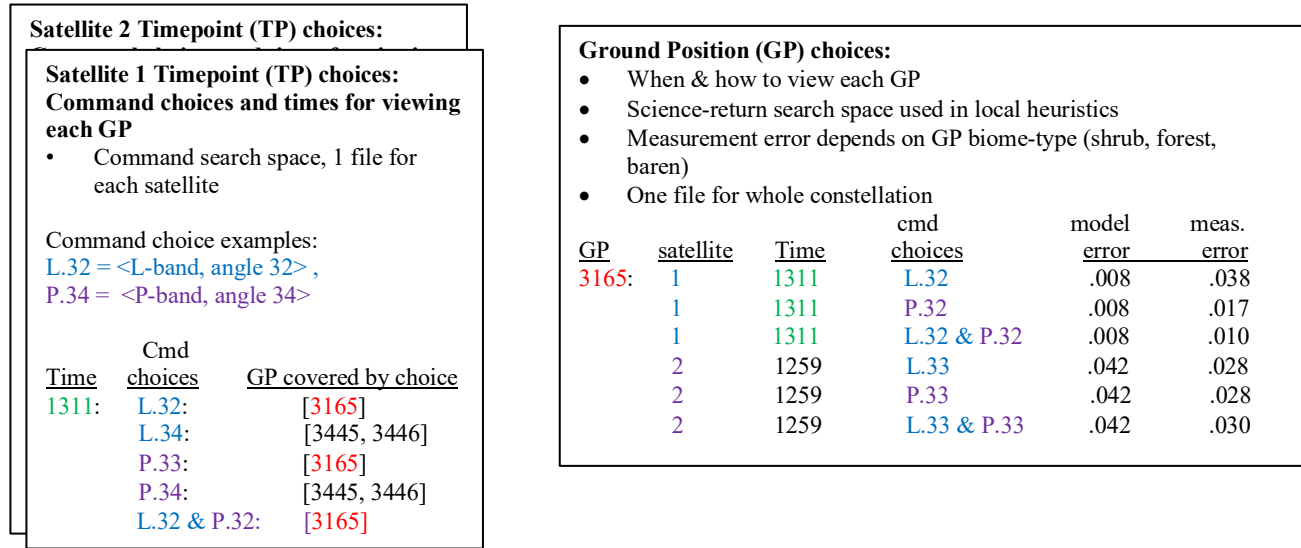 Satellite 2 Timepoint (TP) choices:
Satellite 1 Timepoint (TP) choices:
Command choices and times for viewing
each GP
• Command search space, 1 file for
each satellite
Command choice examples:
L.32 = <L-band, angle 32> ,
P.34 = <P-band, angle 34>
Cmd
Time choices GP covered by choice
1311: L.32: [3165]
L.34: [3445, 3446]
P.33: [3165]
P.34: [3445, 3446]
L.32 & P.32: [3165]
Ground Position (GP) choices:
• When & how to view each GP
• Science-return search space used in local heuristics
• Measurement error depends on GP biome-type (shrub, forest,
baren)
• One file for whole constellation
cmd model meas.
GP satellite Time choices error error
3165: 1 1311 L.32 .008 .038
1 1311 P.32 .008 .017
1 1311 L.32 & P.32 .008 .010
2 1259 L.33 .042 .028
2 1259 P.33 .042 .028
2 1259 L.33 & P.33 .042 .030